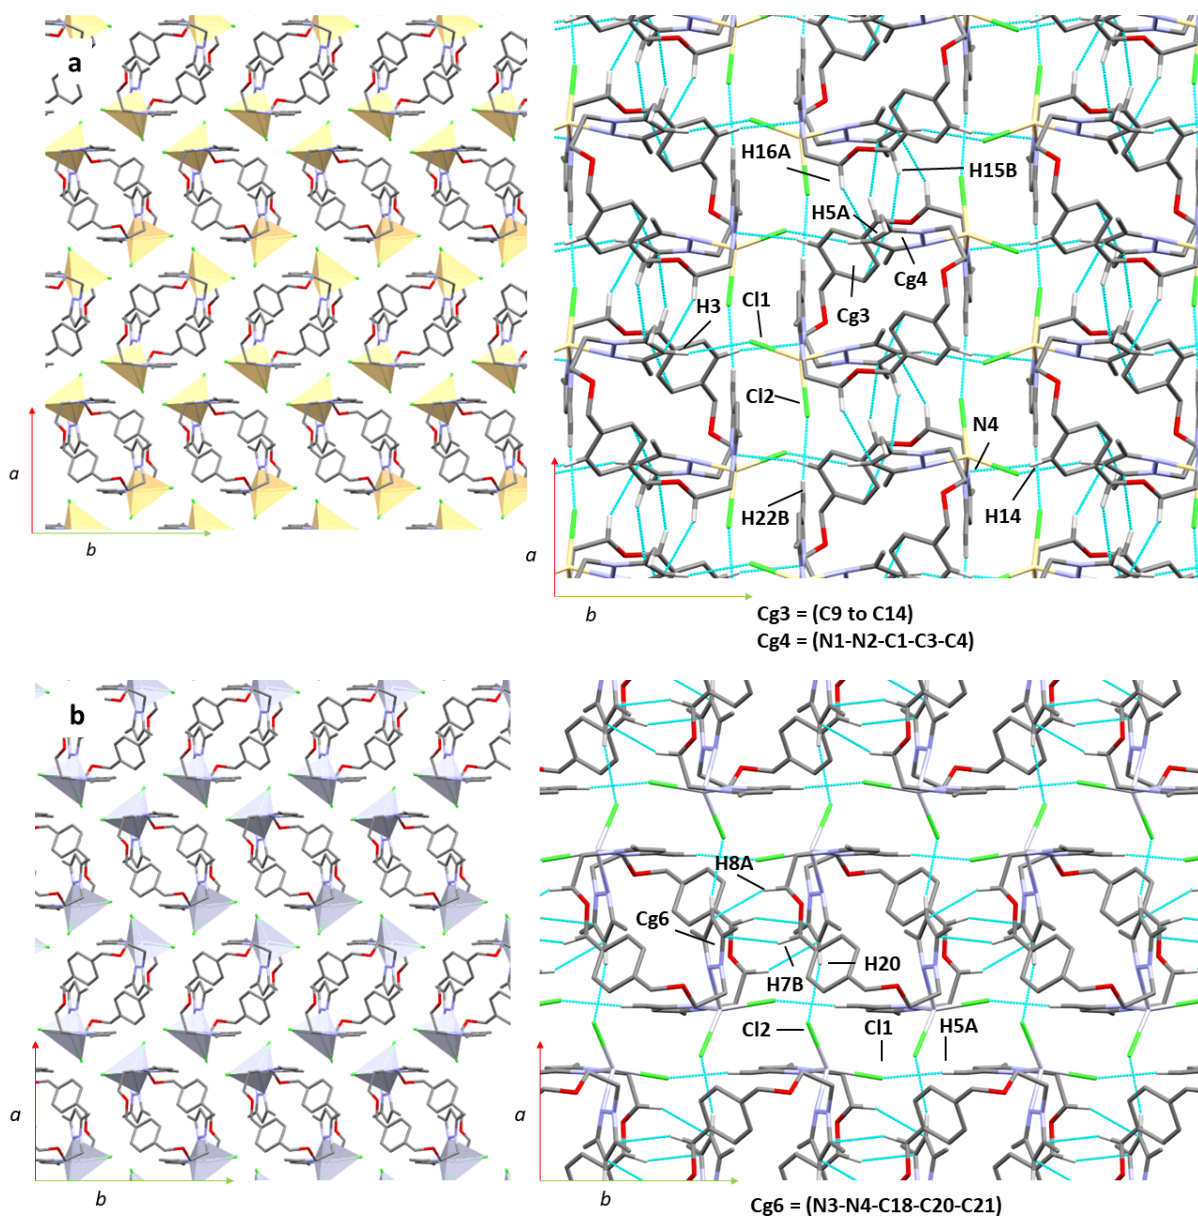 a
H16A
H15B
H5A
Cg4
Cg3
Cl1
H3
Cl2
N4
H22B
H14
a
b
a
b
Cg3 = (C9 to C14)
Cg4 = (N1-N2-C1-C3-C4)
b
H8A
Cg6
H20
H7B
Cl2
Cl1
H5A
a
b
a
b
Cg6 = (N3-N4-C18-C20-C21)